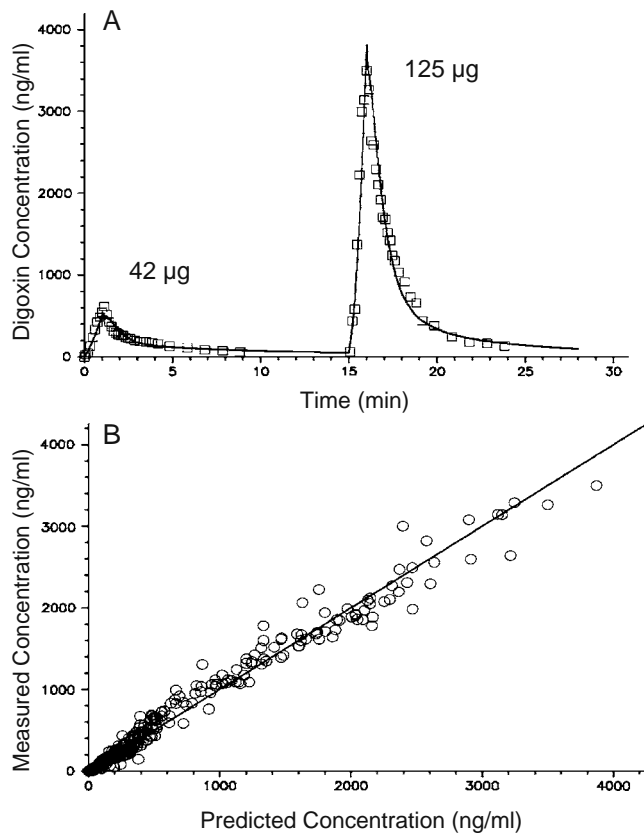 A
Digoxin Concentration (ng/ml)
4000
3000
2000
1000
0
125 µg
42 µg
0 5 10 15 20 25 30
Time (min)
B
Measured Concentration (ng/ml)
4000
3000
2000
1000
0
0 1000 2000 3000 4000
Predicted Concentration (ng/ml)